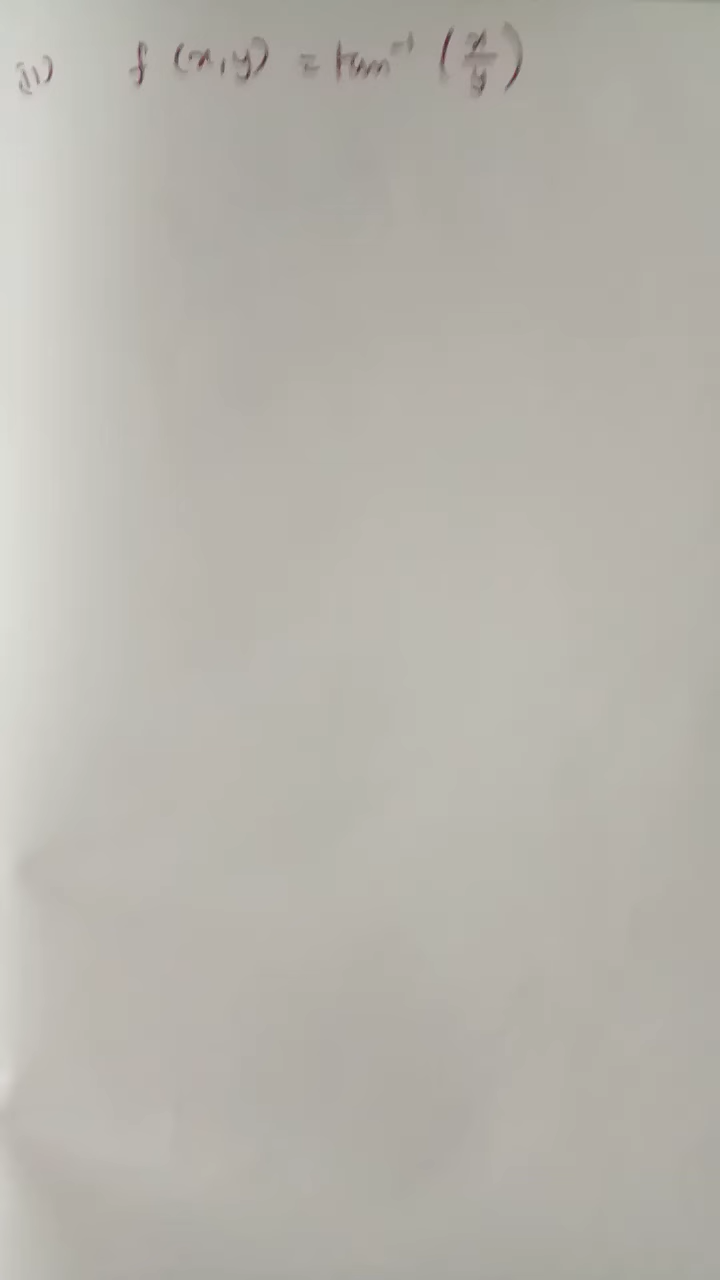 (ii) f (x,y) = tan⁻¹ (x/y)